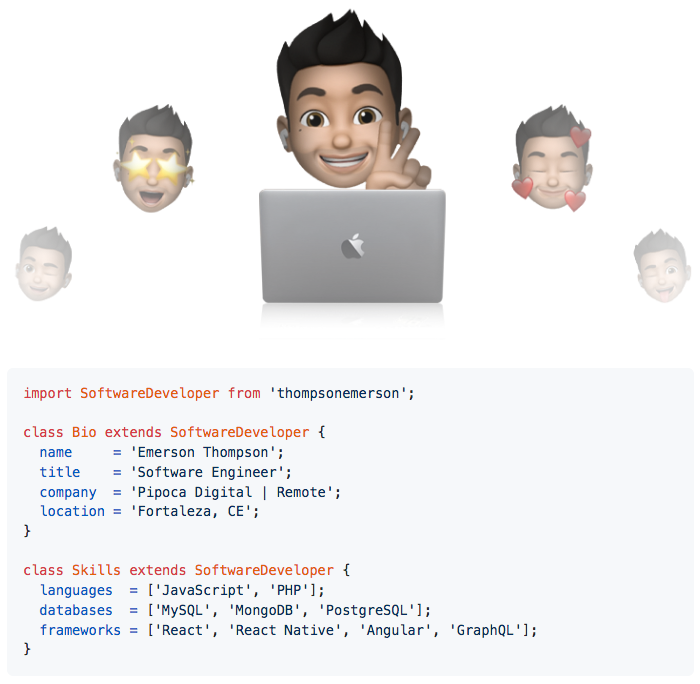 import SoftwareDeveloper from 'thompsonemerson';
class Bio extends SoftwareDeveloper {
  name     = 'Emerson Thompson';
  title    = 'Software Engineer';
  company  = 'Pipoca Digital | Remote';
  location = 'Fortaleza, CE';
}
class Skills extends SoftwareDeveloper {
  languages  = ['JavaScript', 'PHP'];
  databases  = ['MySQL', 'MongoDB', 'PostgreSQL'];
  frameworks = ['React', 'React Native', 'Angular', 'GraphQL'];
}